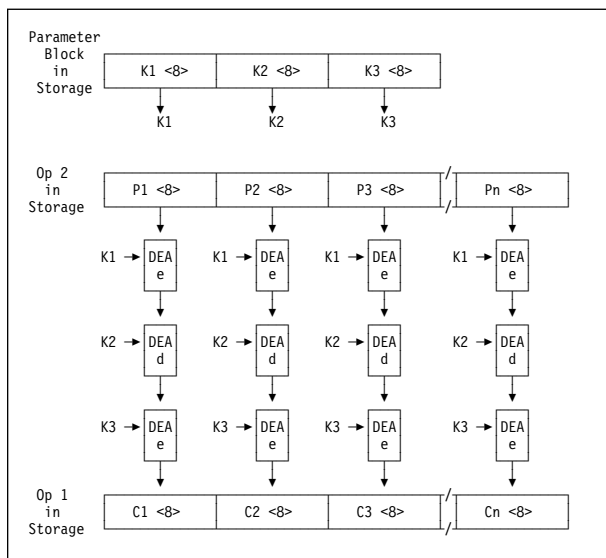 Parameter
Block
in
Storage
K1 <8> K2 <8> K3 <8>
K1 K2 K3
Op 2
in
Storage
P1 <8> P2 <8> P3 <8> Pn <8>
K1 DEA e K1 DEA e K1 DEA e K1 DEA e
K2 DEA d K2 DEA d K2 DEA d K2 DEA d
K3 DEA e K3 DEA e K3 DEA e K3 DEA e
Op 1
in
Storage
C1 <8> C2 <8> C3 <8> Cn <8>